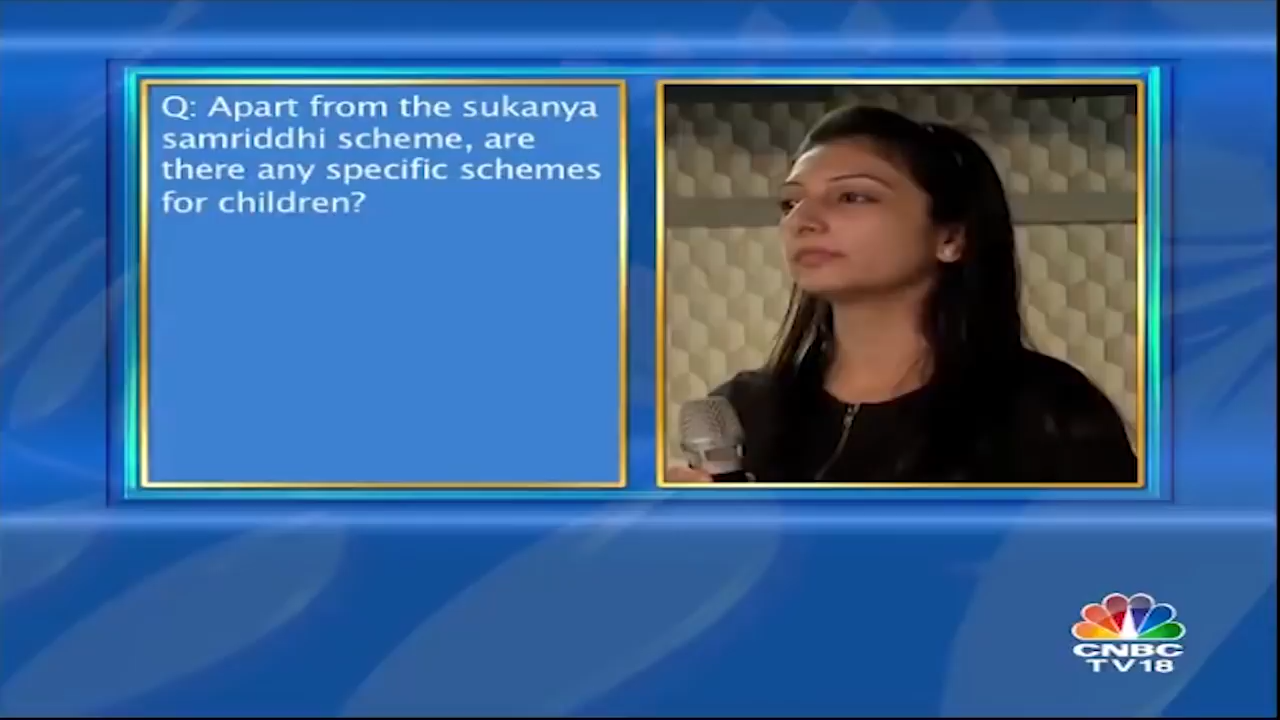 Q: Apart from the sukanya
samriddhi scheme, are
there any specific schemes
for children?
CNBC
TV18